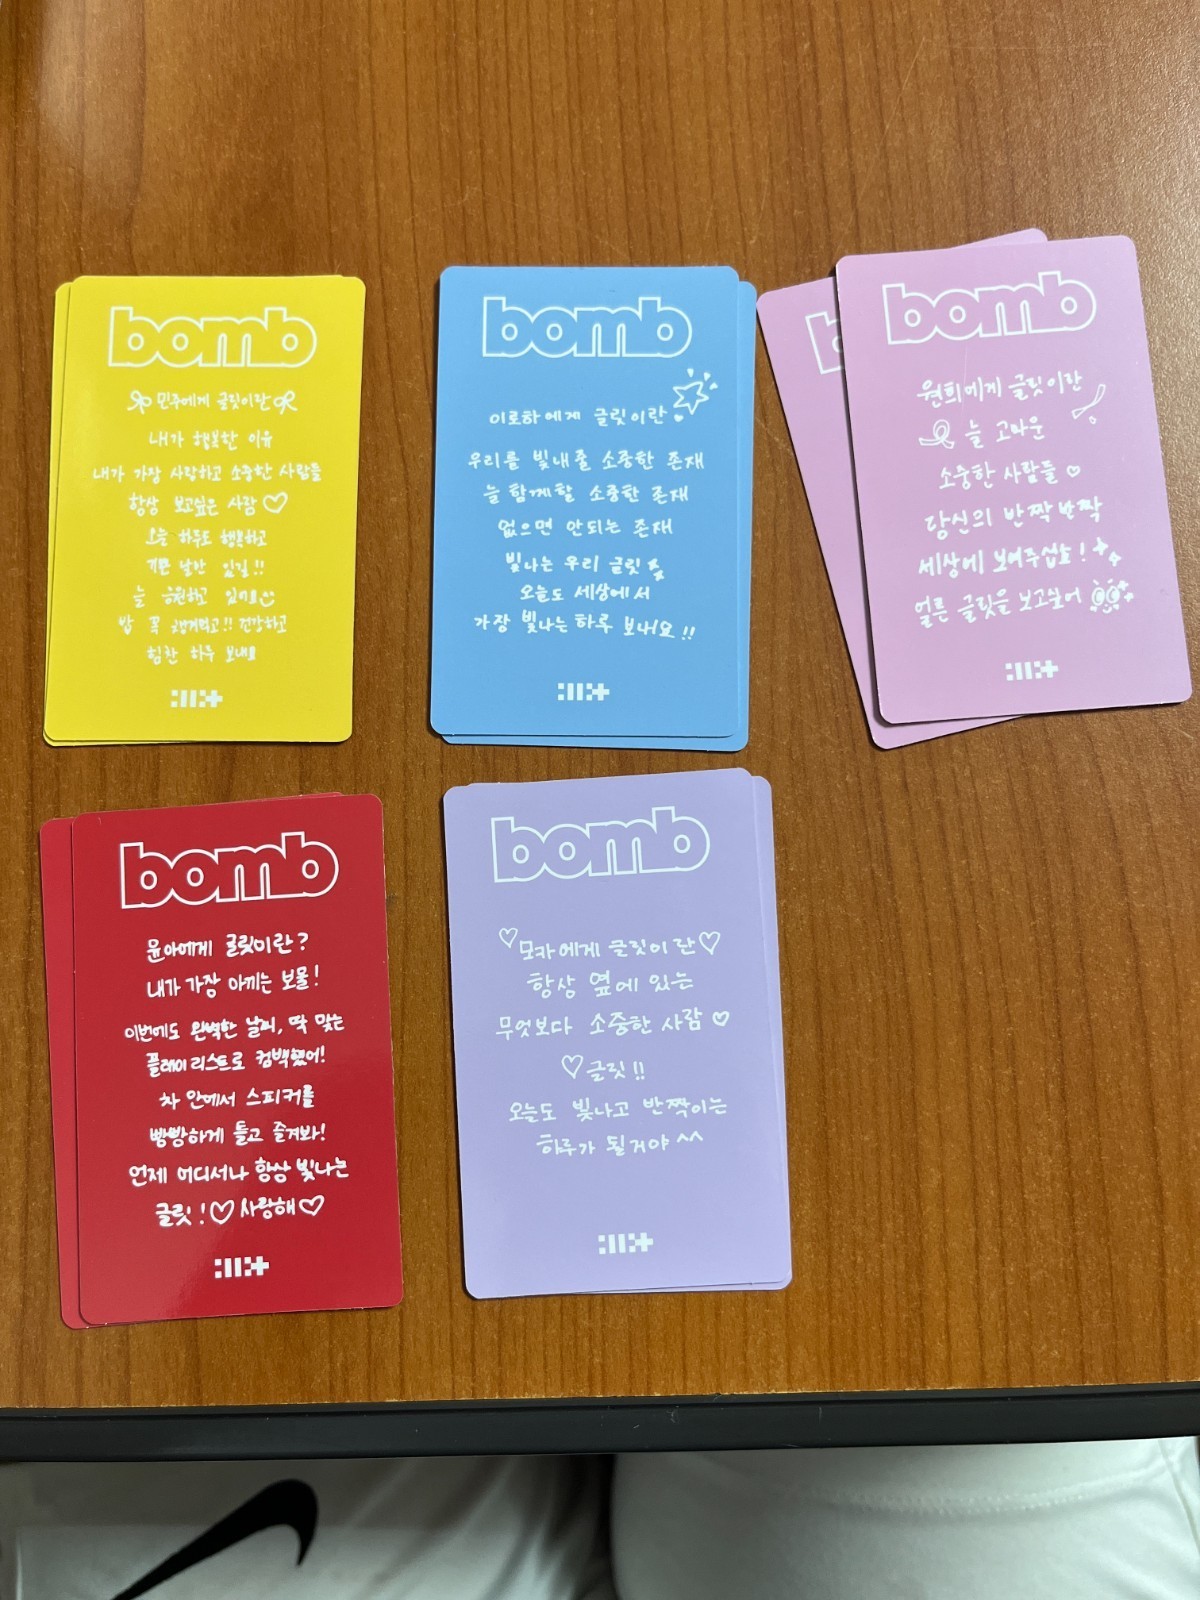 bomb
민주에게 글릿이란
내가 행복한 이유
내가 가장 사랑하고 소중한 사람들
항상 보고싶은 사람♡
오늘 하루도 행복하고
기쁜 날만 있길!!
늘 응원하고 있어요
밥 꼭 챙겨먹고!! 건강하고
힘찬 하루 보내요
bomb
이로하에게 글릿이란
우리를 빛내줄 소중한 존재
늘 함께할 소중한 존재
없으면 안되는 존재
빛나는 우리 글릿
오늘도 세상에서
가장 빛나는 하루 보내요!!
b
bomb
원희에게 글릿이란
늘 고마운
소중한 사람들♡
당신의 반짝반짝
세상에 보여주십쇼!
얼른 글릿을 보고싶어
bomb
윤아에게 글릿이란?
내가 가장 아끼는 보물!
이번에도 완벽한 날씨, 딱 맞는
플레이리스트로 컴백했어!
차 안에서 스피커를
빵빵하게 틀고 즐겨봐!
언제 어디서나 항상 빛나는
글릿!♡사랑해♡
bomb
♡모카에게 글릿이란♡
항상 옆에 있는
무엇보다 소중한 사람♡
♡글릿!!
오늘도 빛나고 반짝이는
하루가 될거야^^